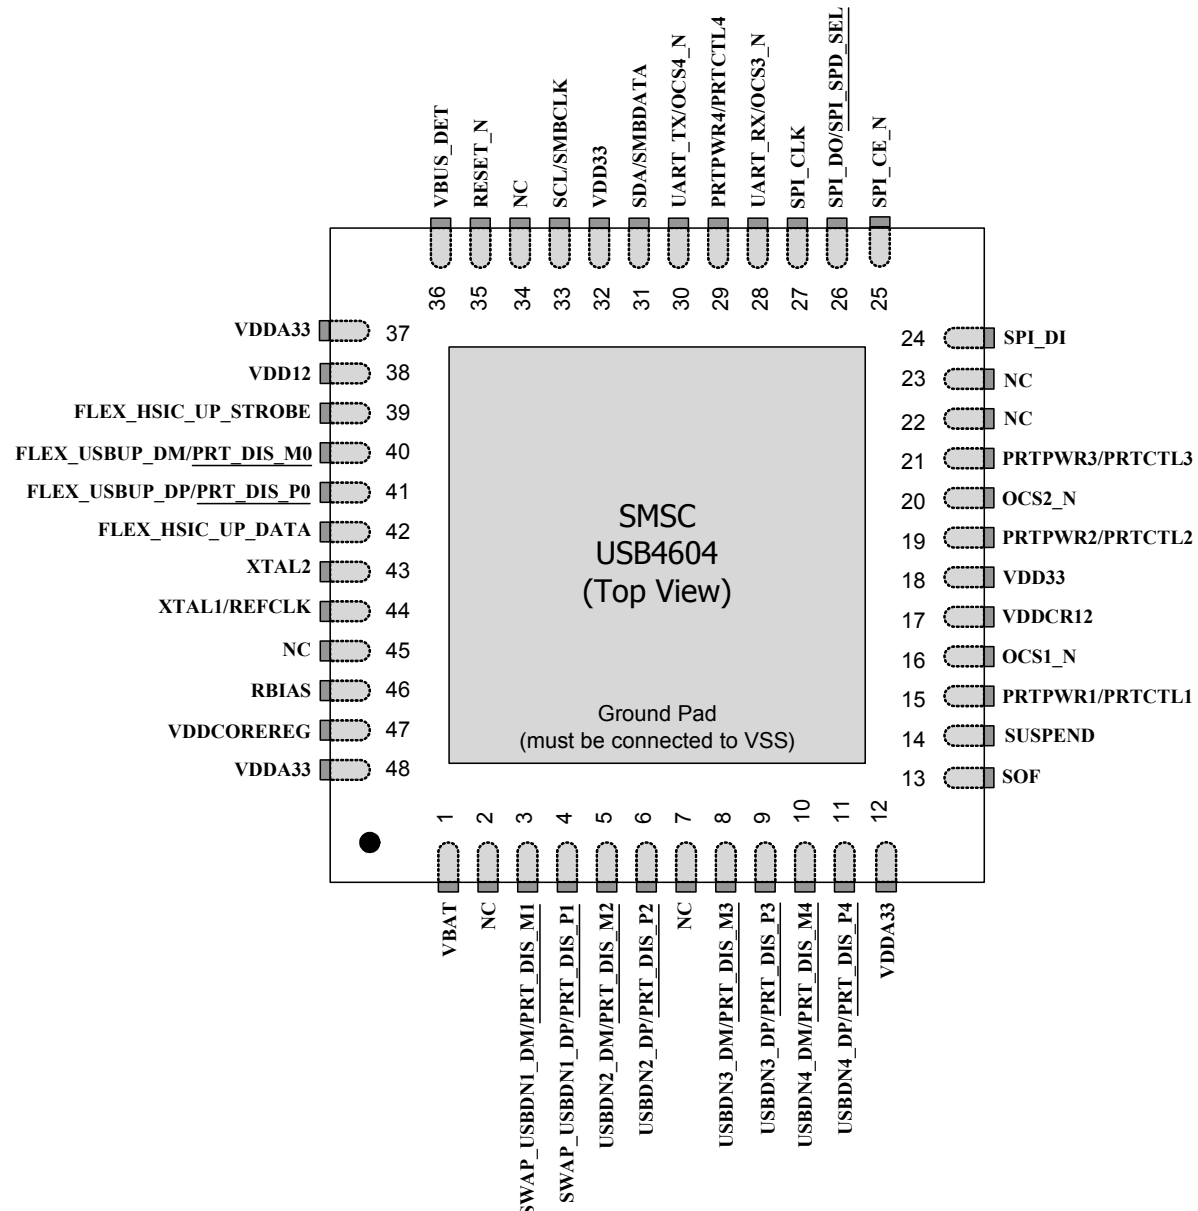 VBUS_DET
RESET_N
NC
SCL/SMBCLK
VDD33
SDA/SMBDATA
UART_TX/OCS4_N
PRTPWR4/PRTCTL4
UART_RX/OCS3_N
SPI_CLK
SPI_DO/SPI_SPD_SEL
SPI_CE_N
36
35
34
33
32
31
30
29
28
27
26
25
VDDA33 37
VDD12 38
FLEX_HSIC_UP_STROBE 39
FLEX_USBUP_DM/PRT_DIS_M0 40
FLEX_USBUP_DP/PRT_DIS_P0 41
FLEX_HSIC_UP_DATA 42
XTAL2 43
XTAL1/REFCLK 44
NC 45
RBIAS 46
VDDCOREREG 47
VDDA33 48
SMSC
USB4604
(Top View)
Ground Pad
(must be connected to VSS)
24 SPI_DI
23 NC
22 NC
21 PRTPWR3/PRTCTL3
20 OCS2_N
19 PRTPWR2/PRTCTL2
18 VDD33
17 VDDCR12
16 OCS1_N
15 PRTPWR1/PRTCTL1
14 SUSPEND
13 SOF
1
2
3
4
5
6
7
8
9
10
11
12
VBAT
NC
SWAP_USBDN1_DM/PRT_DIS_M1
SWAP_USBDN1_DP/PRT_DIS_P1
USBDN2_DM/PRT_DIS_M2
USBDN2_DP/PRT_DIS_P2
NC
USBDN3_DM/PRT_DIS_M3
USBDN3_DP/PRT_DIS_P3
USBDN4_DM/PRT_DIS_M4
USBDN4_DP/PRT_DIS_P4
VDDA33